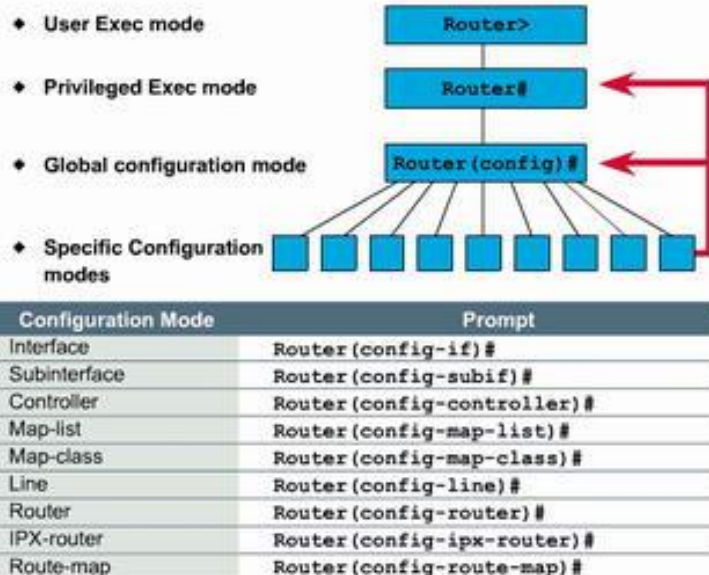 User Exec mode
Router>
Privileged Exec mode
Router#
Global configuration mode
Router(config)#
Specific Configuration
modes
Configuration Mode Prompt
Interface Router(config-if)#
Subinterface Router(config-subif)#
Controller Router(config-controller)#
Map-list Router(config-map-list)#
Map-class Router(config-map-class)#
Line Router(config-line)#
Router Router(config-router)#
IPX-router Router(config-ipx-router)#
Route-map Router(config-route-map)#